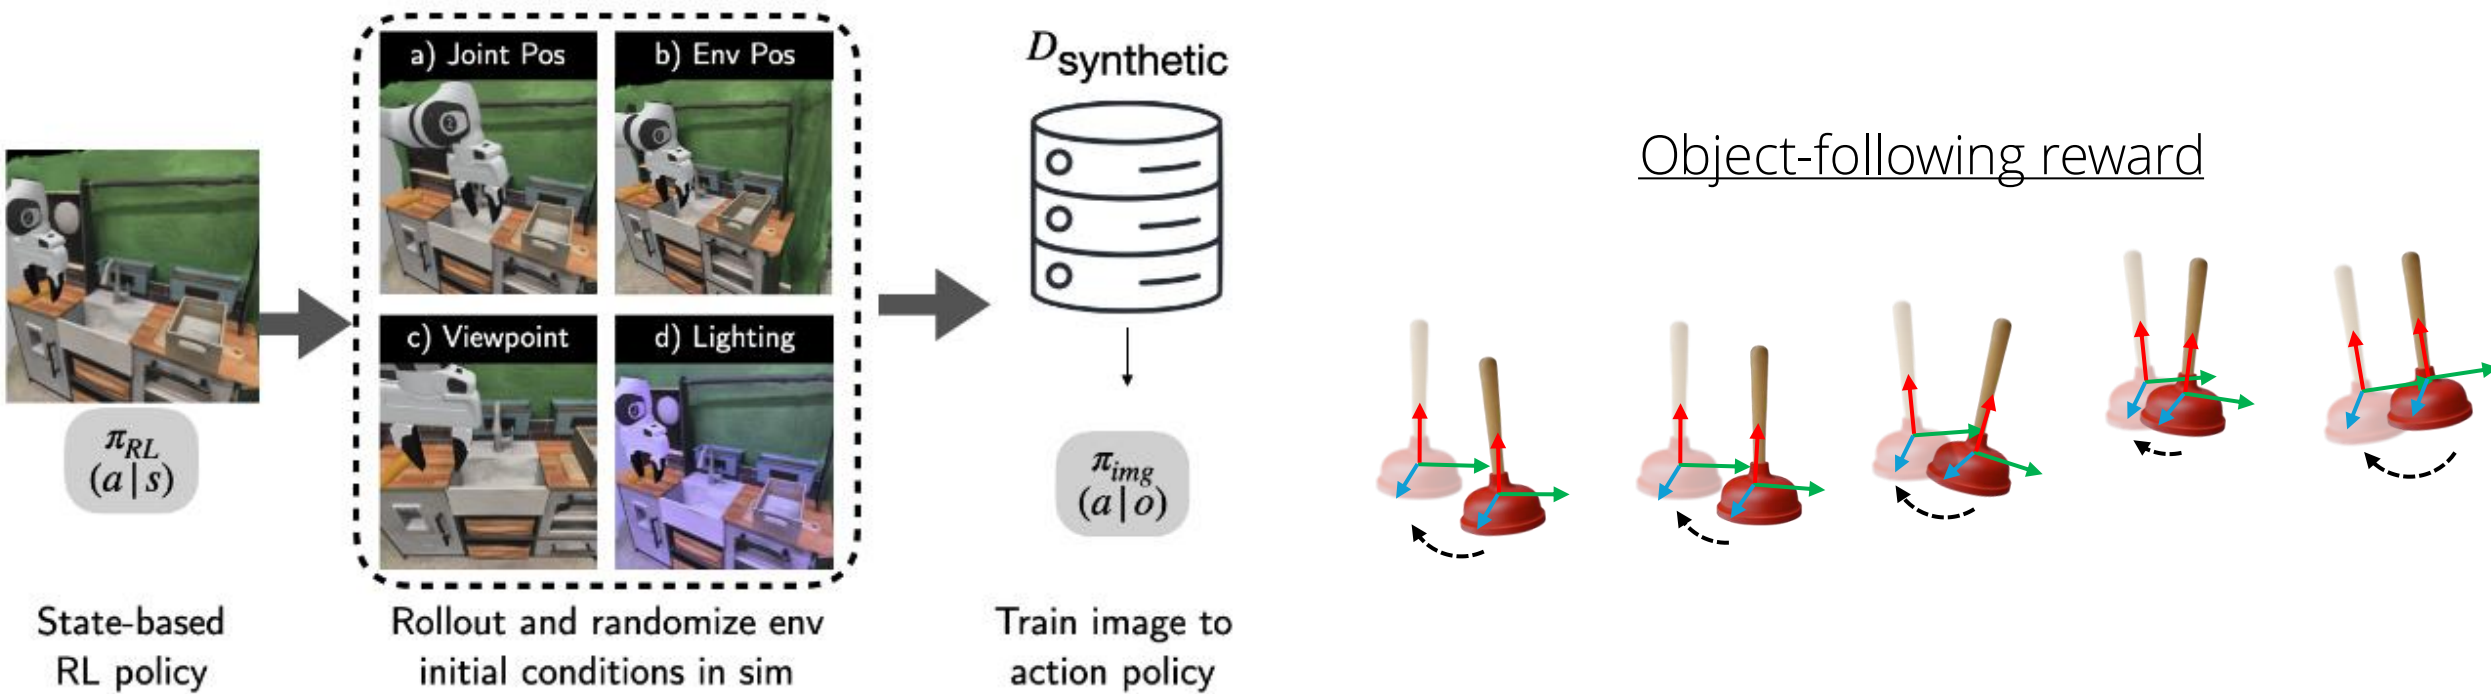 a) Joint Pos
b) Env Pos
c) Viewpoint
d) Lighting
π_RL
(a|s)
State-based
RL policy
Rollout and randomize env
initial conditions in sim
D_synthetic
π_img
(a|o)
Train image to
action policy
Object-following reward